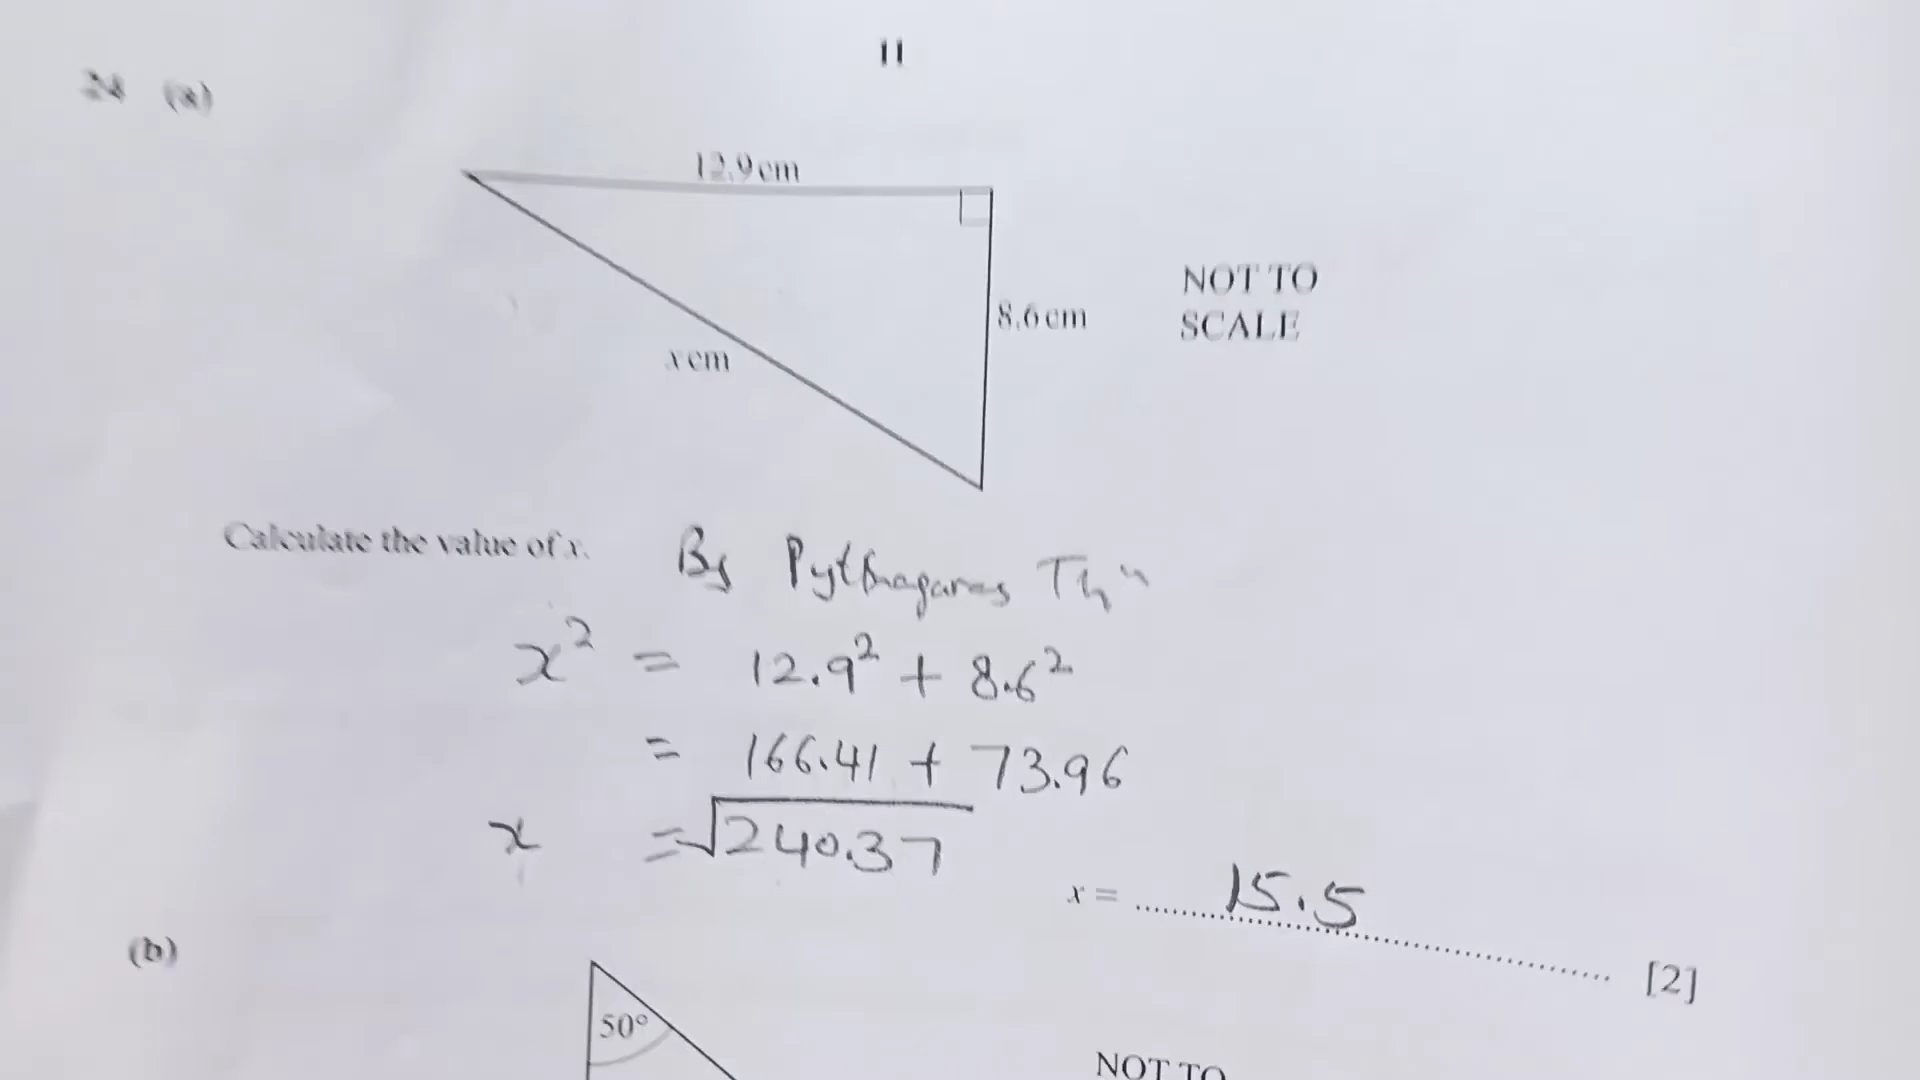 11
24 (a)
12.9 cm
NOT TO
SCALE
8.6 cm
x cm
Calculate the value of x.
By Pythagoras Thᵐ
x² = 12.9² + 8.6²
= 166.41 + 73.96
x = √240.37
x = .......... 15.5 .......... [2]
(b)
50°
NOT TO